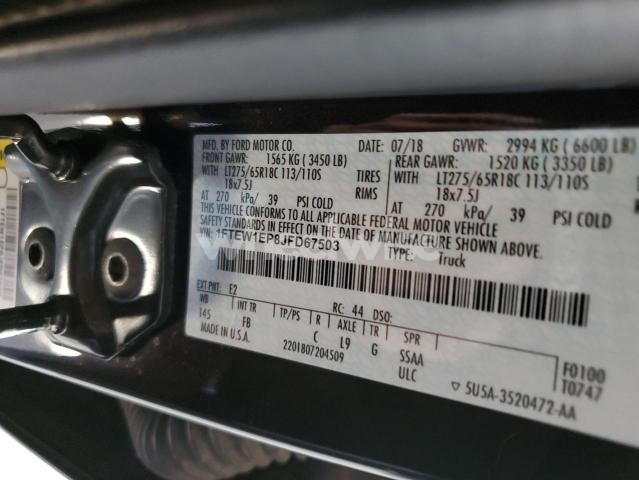 MFD. BY FORD MOTOR CO. DATE: 07/18 GVWR: 2994 KG ( 6600 LB)
FRONT GAWR: 1565 KG ( 3450 LB) REAR GAWR: 1520 KG ( 3350 LB)
WITH LT275/65R18C 113/110S TIRES WITH LT275/65R18C 113/110S
18x7.5J RIMS 18x7.5J
AT 270 kPa/ 39 PSI COLD AT 270 kPa/ 39 PSI COLD
THIS VEHICLE CONFORMS TO ALL APPLICABLE FEDERAL MOTOR VEHICLE
SAFETY STANDARDS IN EFFECT ON THE DATE OF MANUFACTURE SHOWN ABOVE.
VIN: 1FTEW1EP8JFD67503 TYPE: Truck
EXT PNT: E2 RC: 44 DSO:
WB INT TR TP/PS R AXLE TR SPR
145 FB C L9 G SSAA F0100
MADE IN U.S.A. 2201807204509 ULC T0747
5U5A-3520472-AA